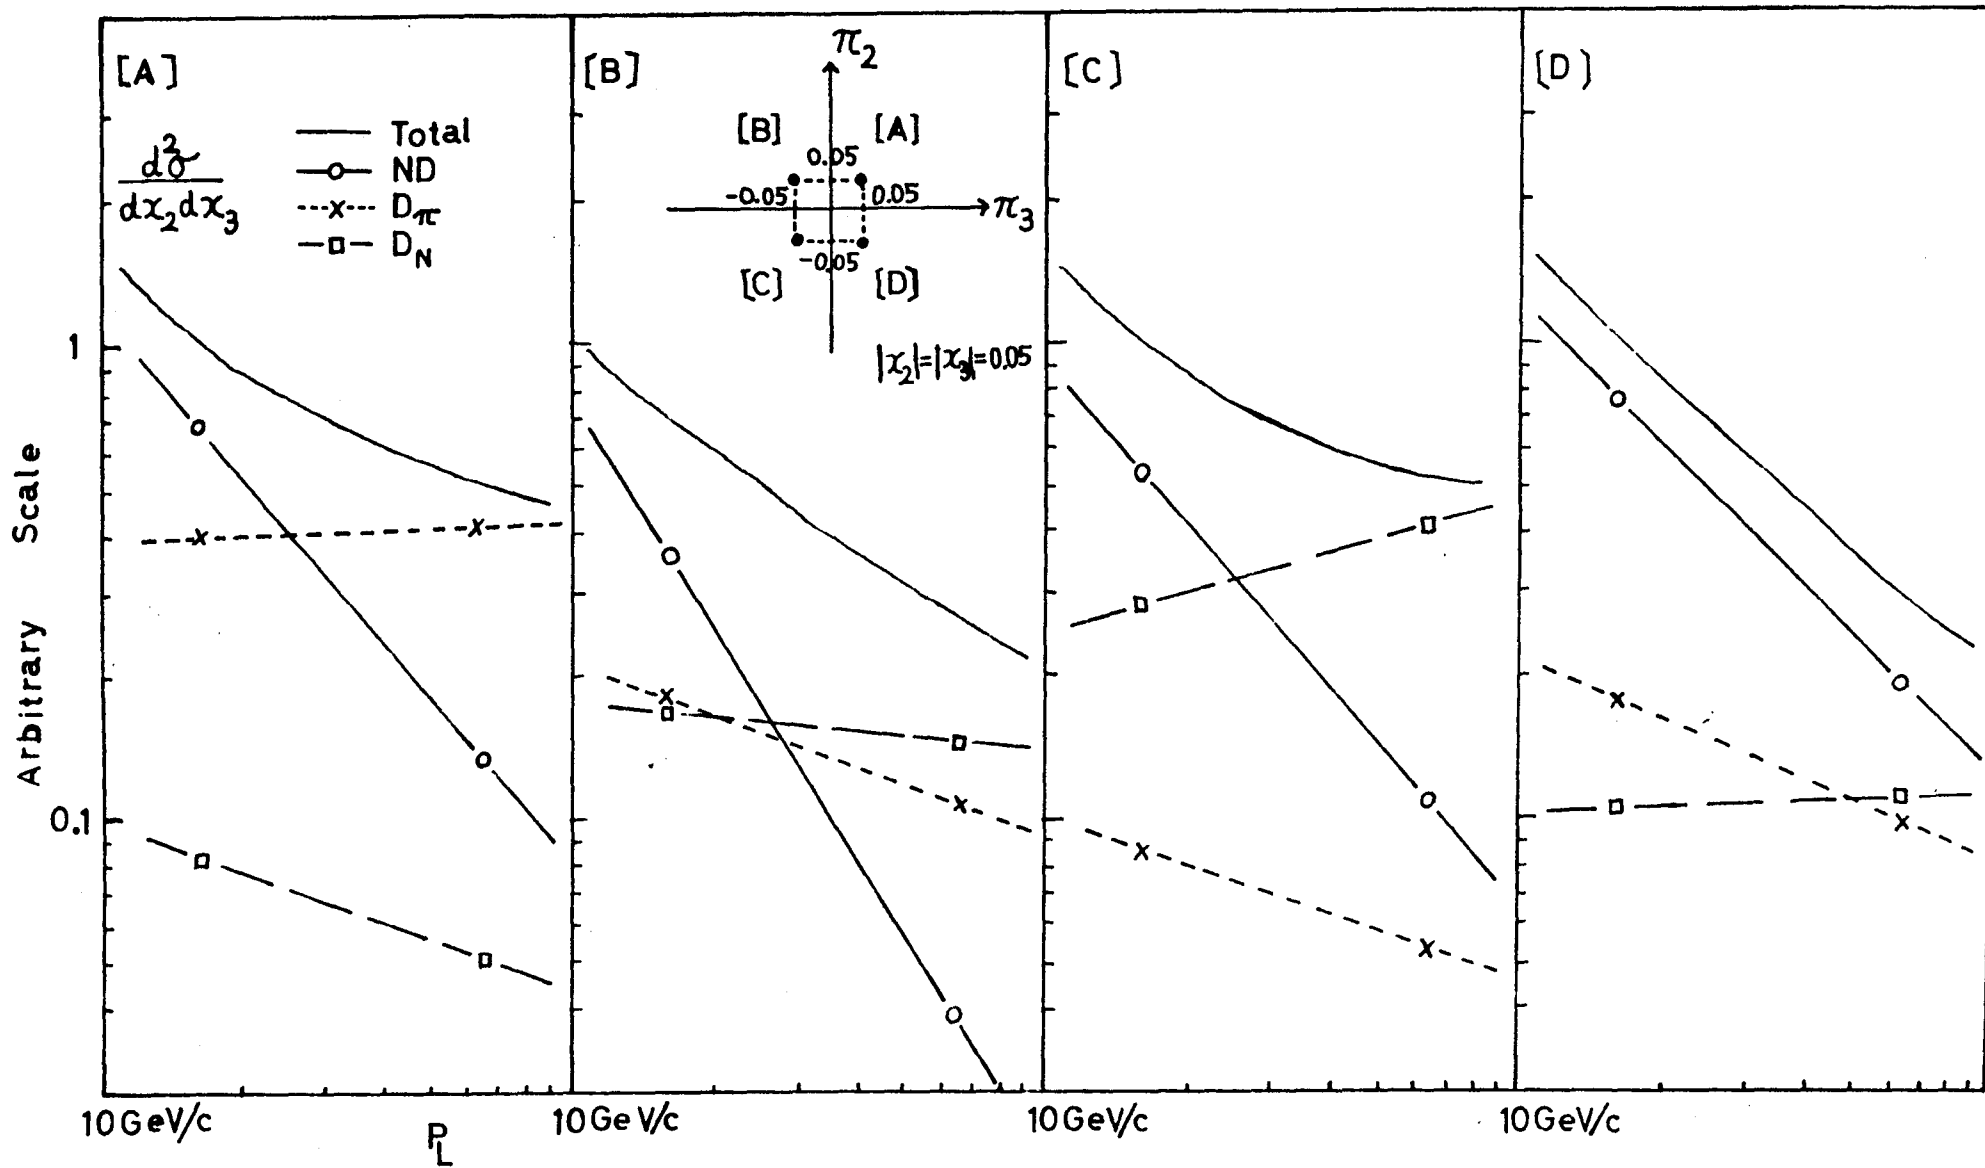 [A]
[B]
[C]
[D]
d²σ
dx₂dx₃
Total
ND
Dπ
D_N
π₂
[B]
[A]
0.05
-0.05
0.05
π₃
-0.05
[C]
[D]
|x₂|=|x₃|=0.05
1
0.1
Arbitrary Scale
10GeV/c
10GeV/c
10GeV/c
10GeV/c
P_L